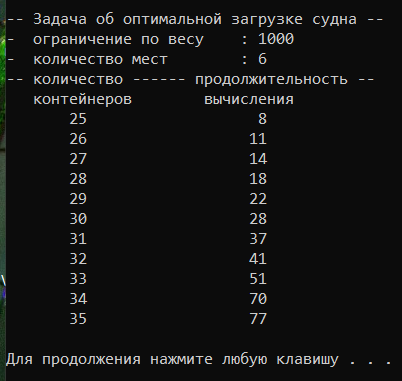 -- Задача об оптимальной загрузке судна --
-  ограничение по весу    : 1000
-  количество мест        : 6
-- количество ------ продолжительность --
   контейнеров        вычисления
       25                  8
       26                 11
       27                 14
       28                 18
       29                 22
       30                 28
       31                 37
       32                 41
       33                 51
       34                 70
       35                 77
Для продолжения нажмите любую клавишу . . .